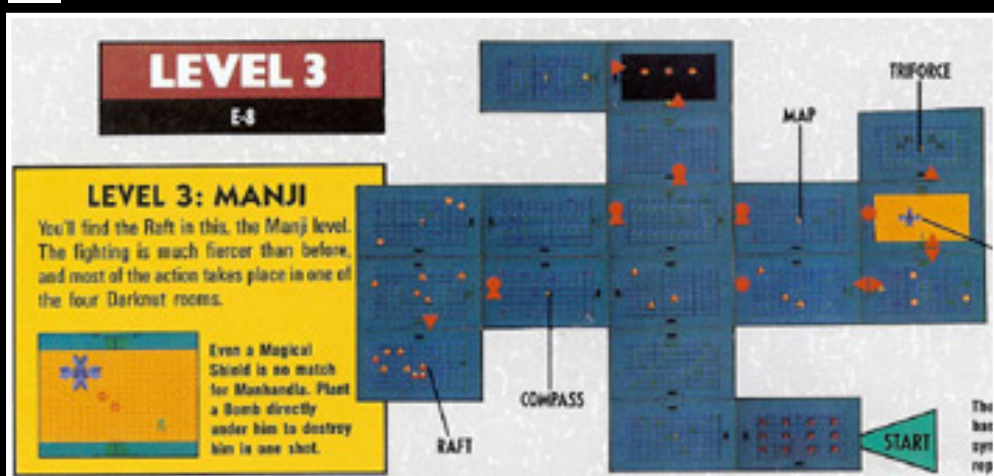 LEVEL 3
E-8
LEVEL 3: MANJI
You'll find the Raft in this, the Manji level.
The fighting is much fiercer than before,
and most of the action takes place in one of
the four Darknut rooms.
Even a Magical
Shield is no match
for Manhandla. Plant
a Bomb directly
under him to destroy
him in one shot.
TRIFORCE
MAP
COMPASS
RAFT
START